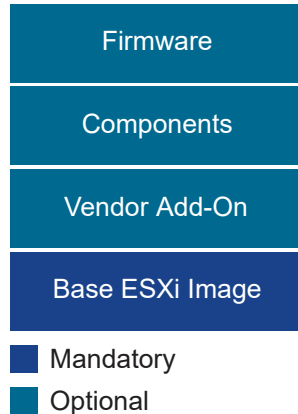 Firmware
Components
Vendor Add-On
Base ESXi Image
Mandatory
Optional